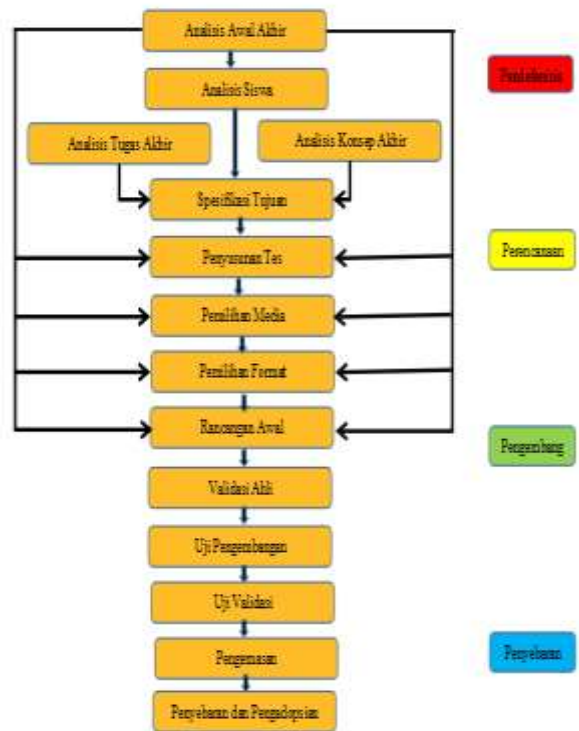 Analisis Awal Akhir
Analisis Siswa
Analisis Tugas Akhir
Analisis Konsep Akhir
Spesifikasi Tujuan
Penyusunan Tes
Pemilihan Media
Pemilihan Format
Rancangan Awal
Validasi Ahli
Uji Pengembangan
Uji Validasi
Pengemasan
Penyebaran dan Pengadopsian
Pendefinisin
Perencanaan
Pengembang
Penyebaran